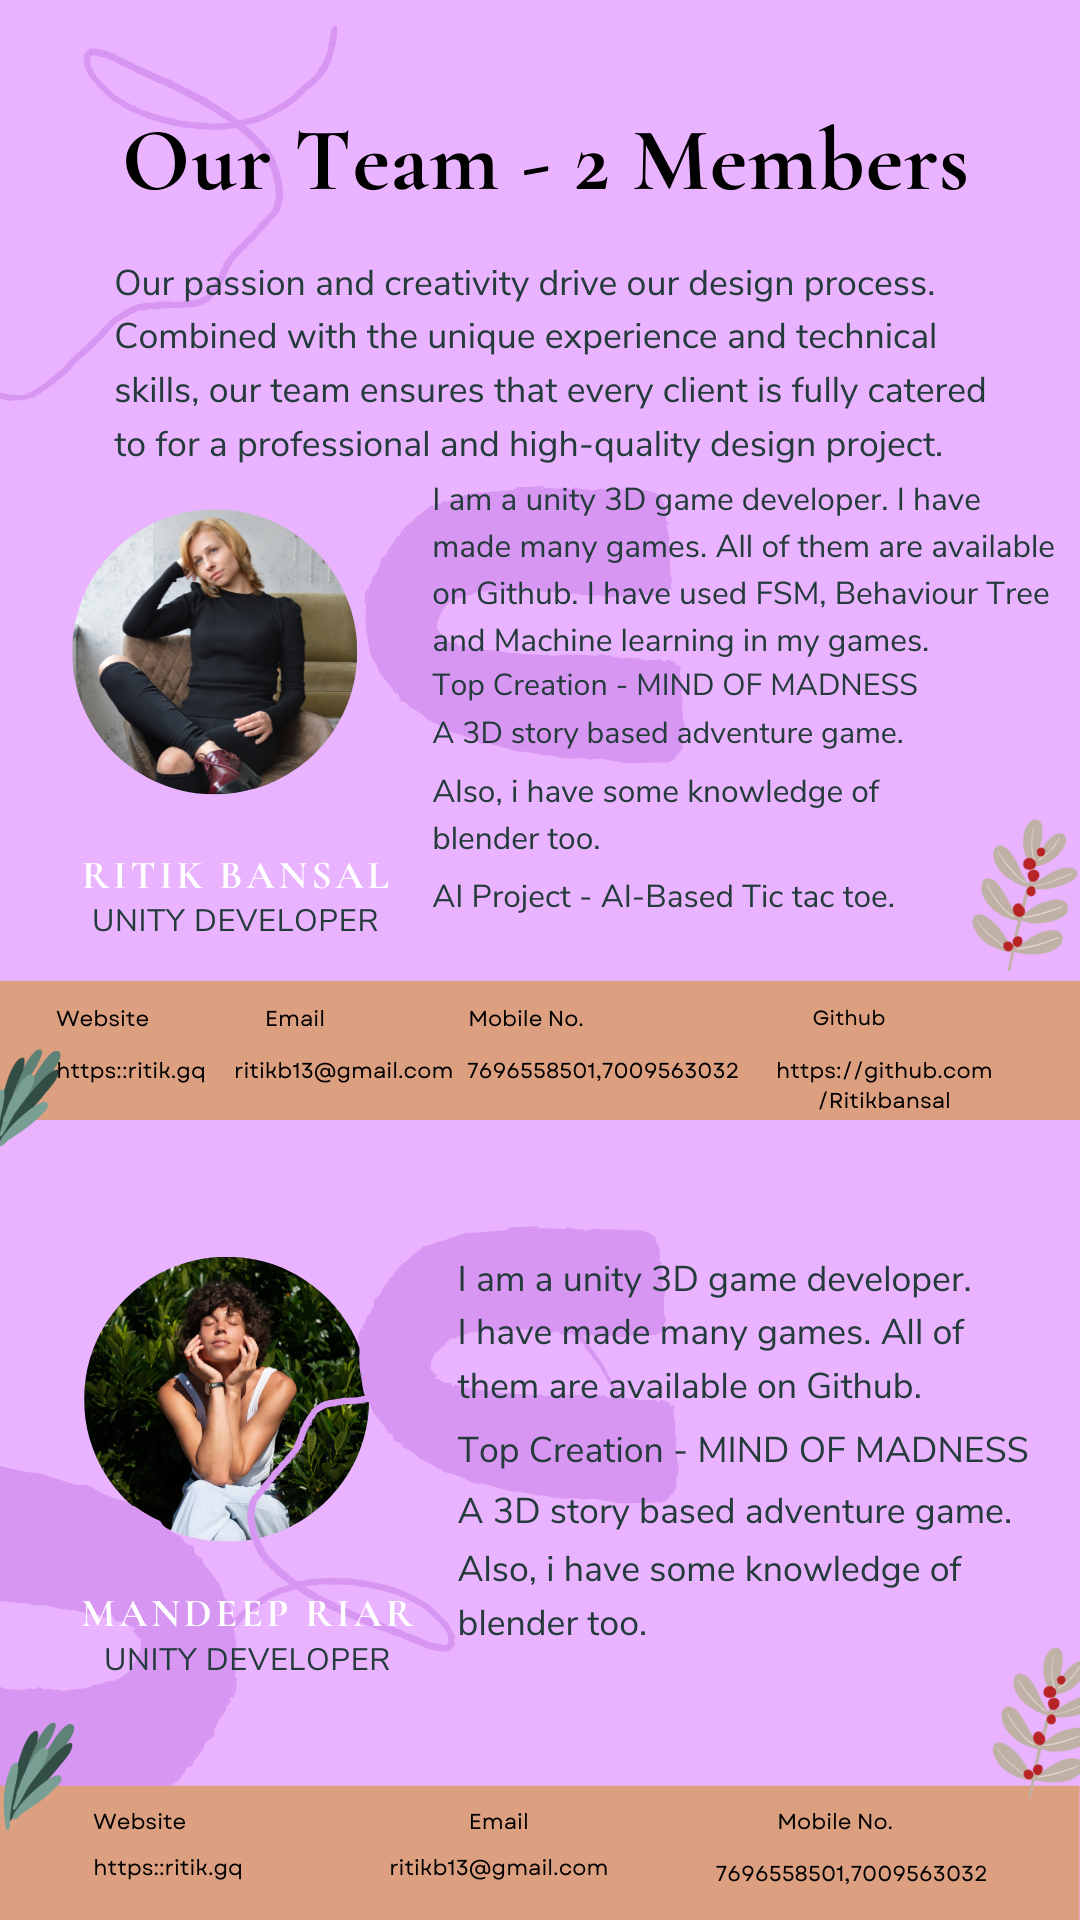 Our Team - 2 Members
Our passion and creativity drive our design process.
Combined with the unique experience and technical
skills, our team ensures that every client is fully catered
to for a professional and high-quality design project.
I am a unity 3D game developer. I have
made many games. All of them are available
on Github. I have used FSM, Behaviour Tree
and Machine learning in my games.
Top Creation - MIND OF MADNESS
A 3D story based adventure game.
Also, i have some knowledge of
blender too.
AI Project - AI-Based Tic tac toe.
RITIK BANSAL
UNITY DEVELOPER
Website Email Mobile No. Github
https::ritik.gq ritikb13@gmail.com 7696558501,7009563032 https://github.com
/Ritikbansal
I am a unity 3D game developer.
I have made many games. All of
them are available on Github.
Top Creation - MIND OF MADNESS
A 3D story based adventure game.
Also, i have some knowledge of
blender too.
MANDEEP RIAR
UNITY DEVELOPER
Website Email Mobile No.
https::ritik.gq ritikb13@gmail.com 7696558501,7009563032